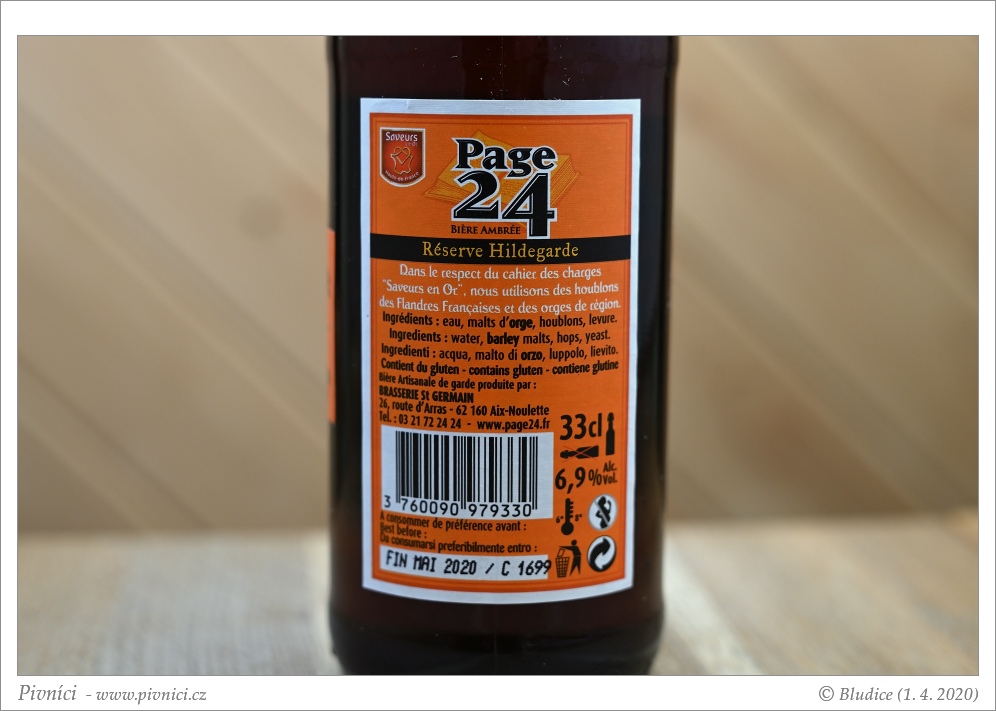 Saveurs
Hauts-de-France
Page
24
BIÈRE AMBRÉE
Réserve Hildegarde
Dans le respect du cahier des charges
"Saveurs en Or", nous utilisons des houblons
des Flandres Françaises et des orges de région.
Ingrédients : eau, malts d'orge, houblons, levure.
Ingredients : water, barley malts, hops, yeast.
Ingredienti : acqua, malto di orzo, luppolo, lievito.
Contient du gluten - contains gluten - contiene glutine
Bière Artisanale de garde produite par :
BRASSERIE St GERMAIN
26, route d'Arras - 62 160 Aix-Noulette
Tel. : 03 21 72 24 24 - www.page24.fr
33cl
6,9% Alc. Vol.
3 760090 979330
6° 8°
A consommer de préférence avant :
Best before :
Da consumarsi preferibilmente entro :
FIN MAI 2020 / C 1699
Pivníci - www.pivnici.cz
© Bludice (1. 4. 2020)